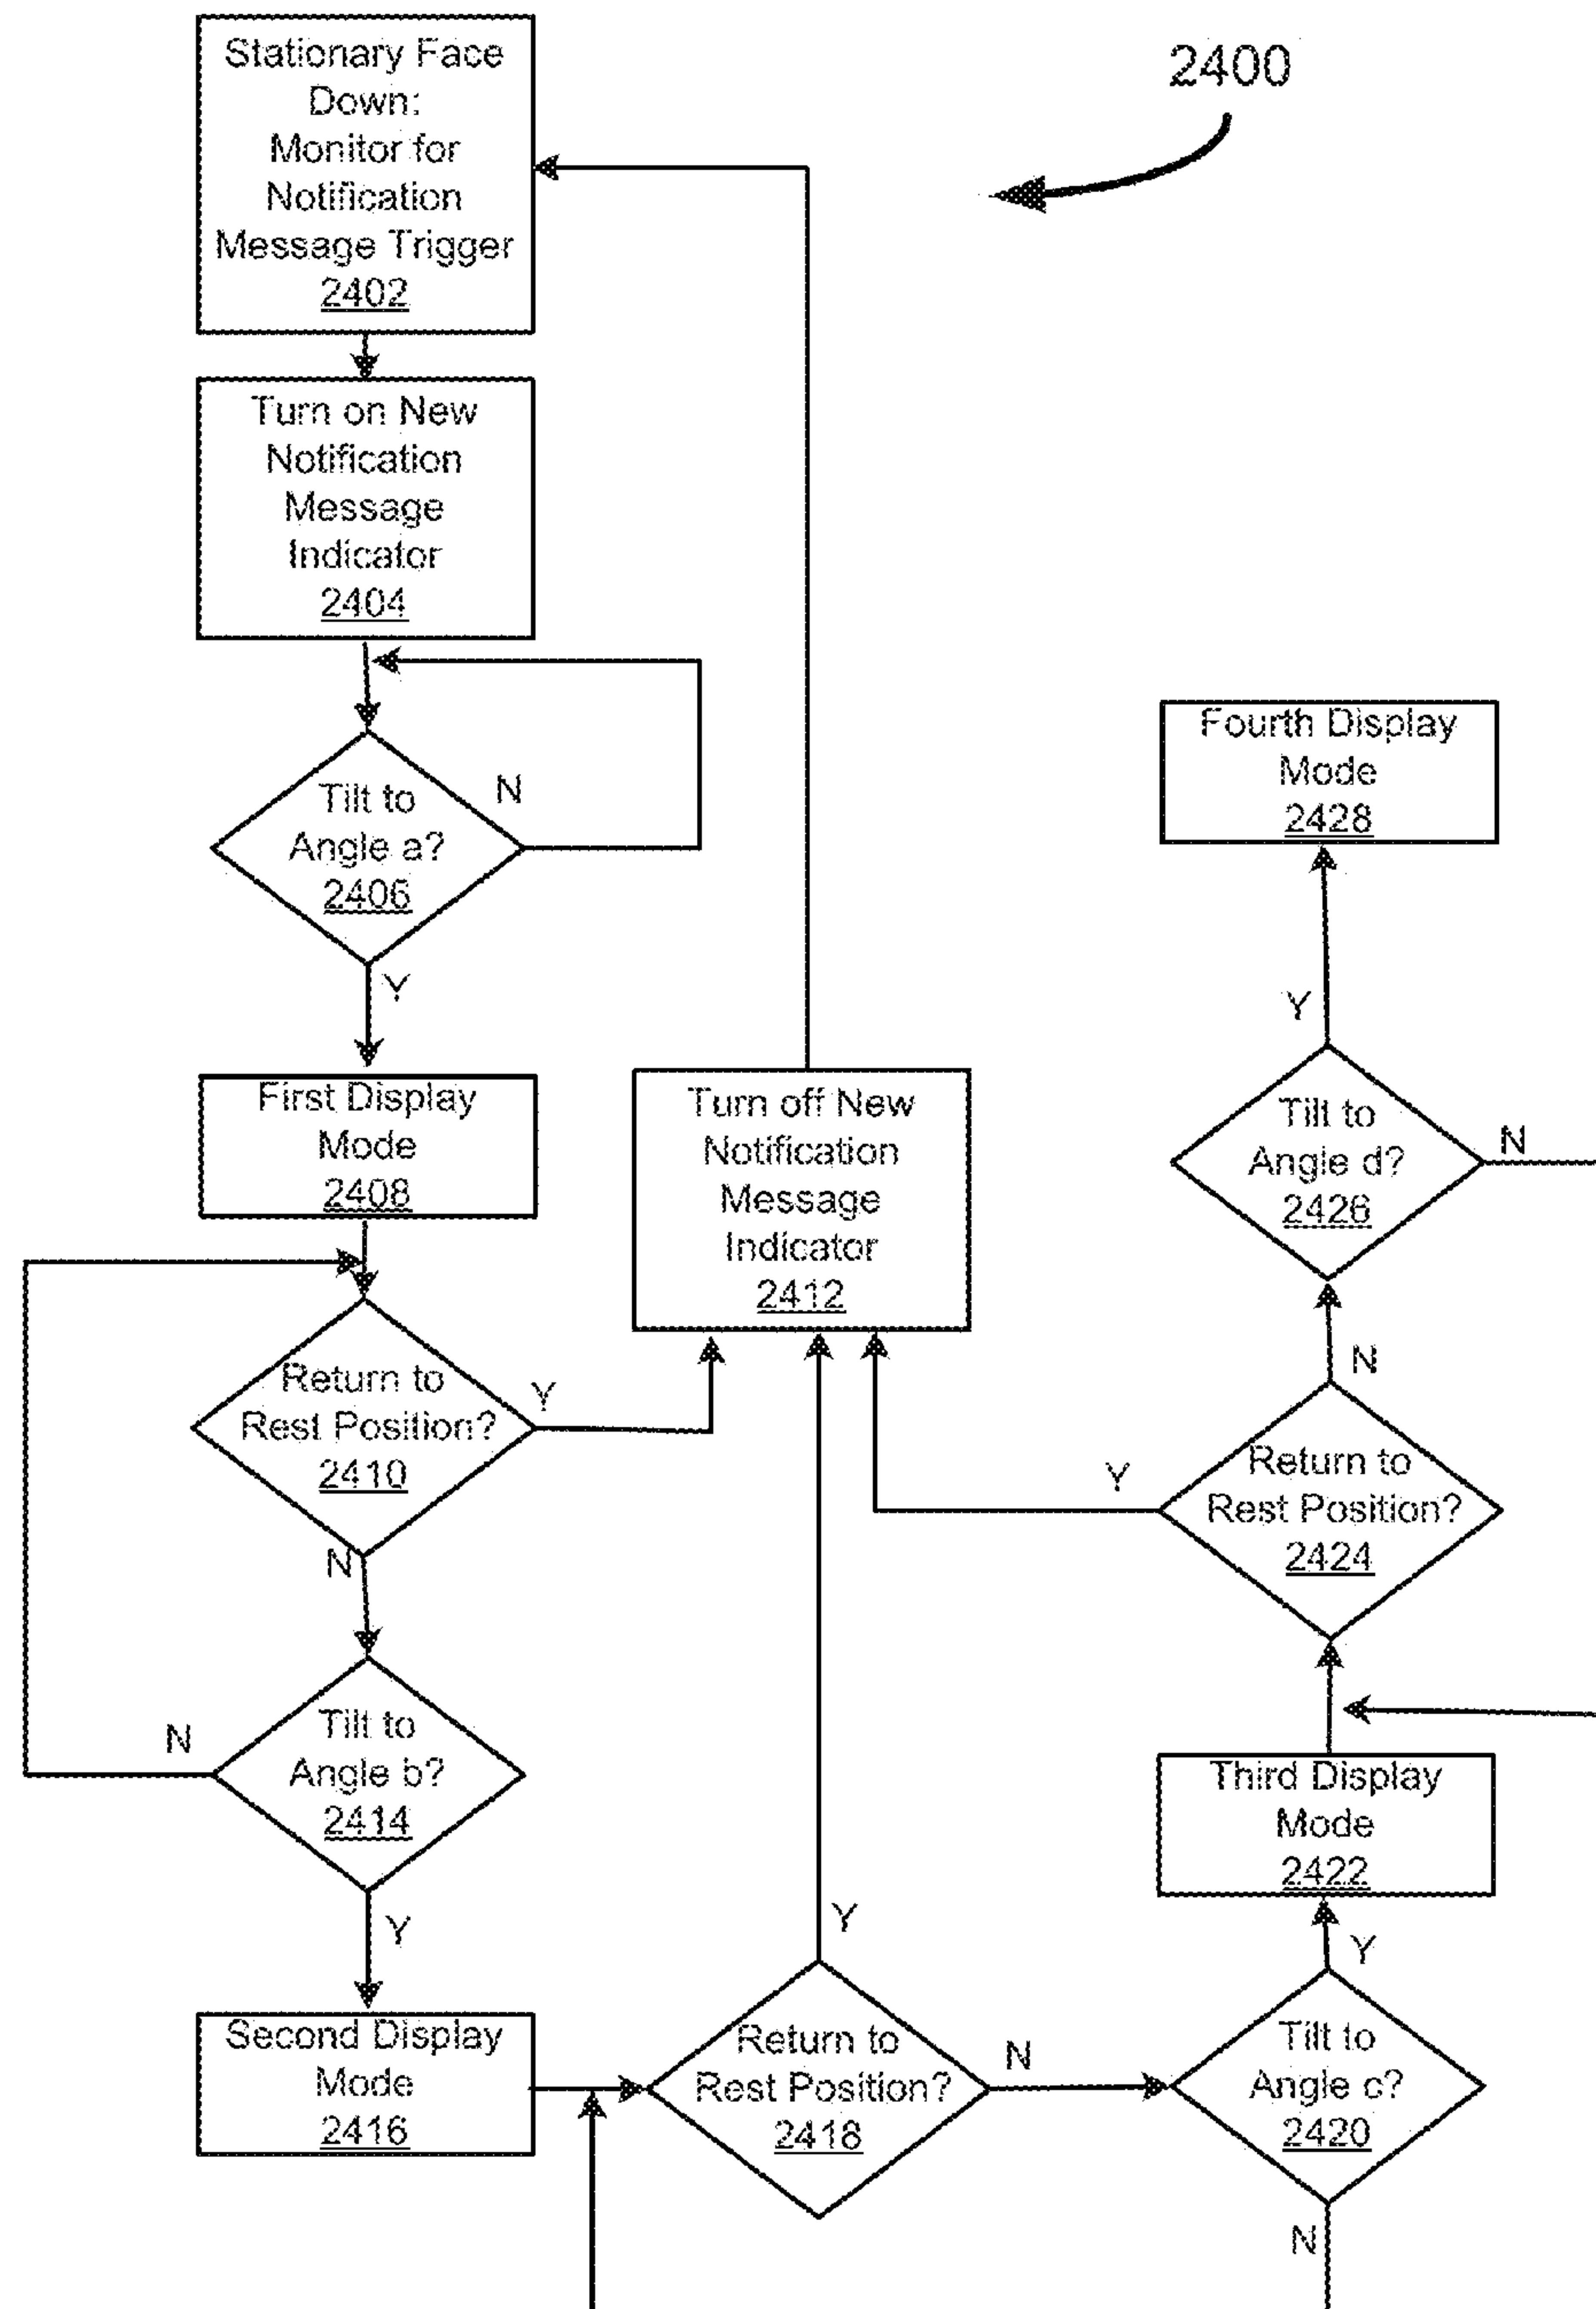 2400
Stationary Face
Down:
Monitor for
Notification
Message Trigger
2402
Turn on New
Notification
Message
Indicator
2404
Tilt to
Angle a?
2406
N
Y
First Display
Mode
2408
Return to
Rest Position?
2410
Y
N
Turn off New
Notification
Message
Indicator
2412
Tilt to
Angle b?
2414
N
Y
Second Display
Mode
2416
Return to
Rest Position?
2418
Y
N
Tilt to
Angle c?
2420
Y
N
Third Display
Mode
2422
Return to
Rest Position?
2424
Y
N
Tilt to
Angle d?
2426
N
Y
Fourth Display
Mode
2428